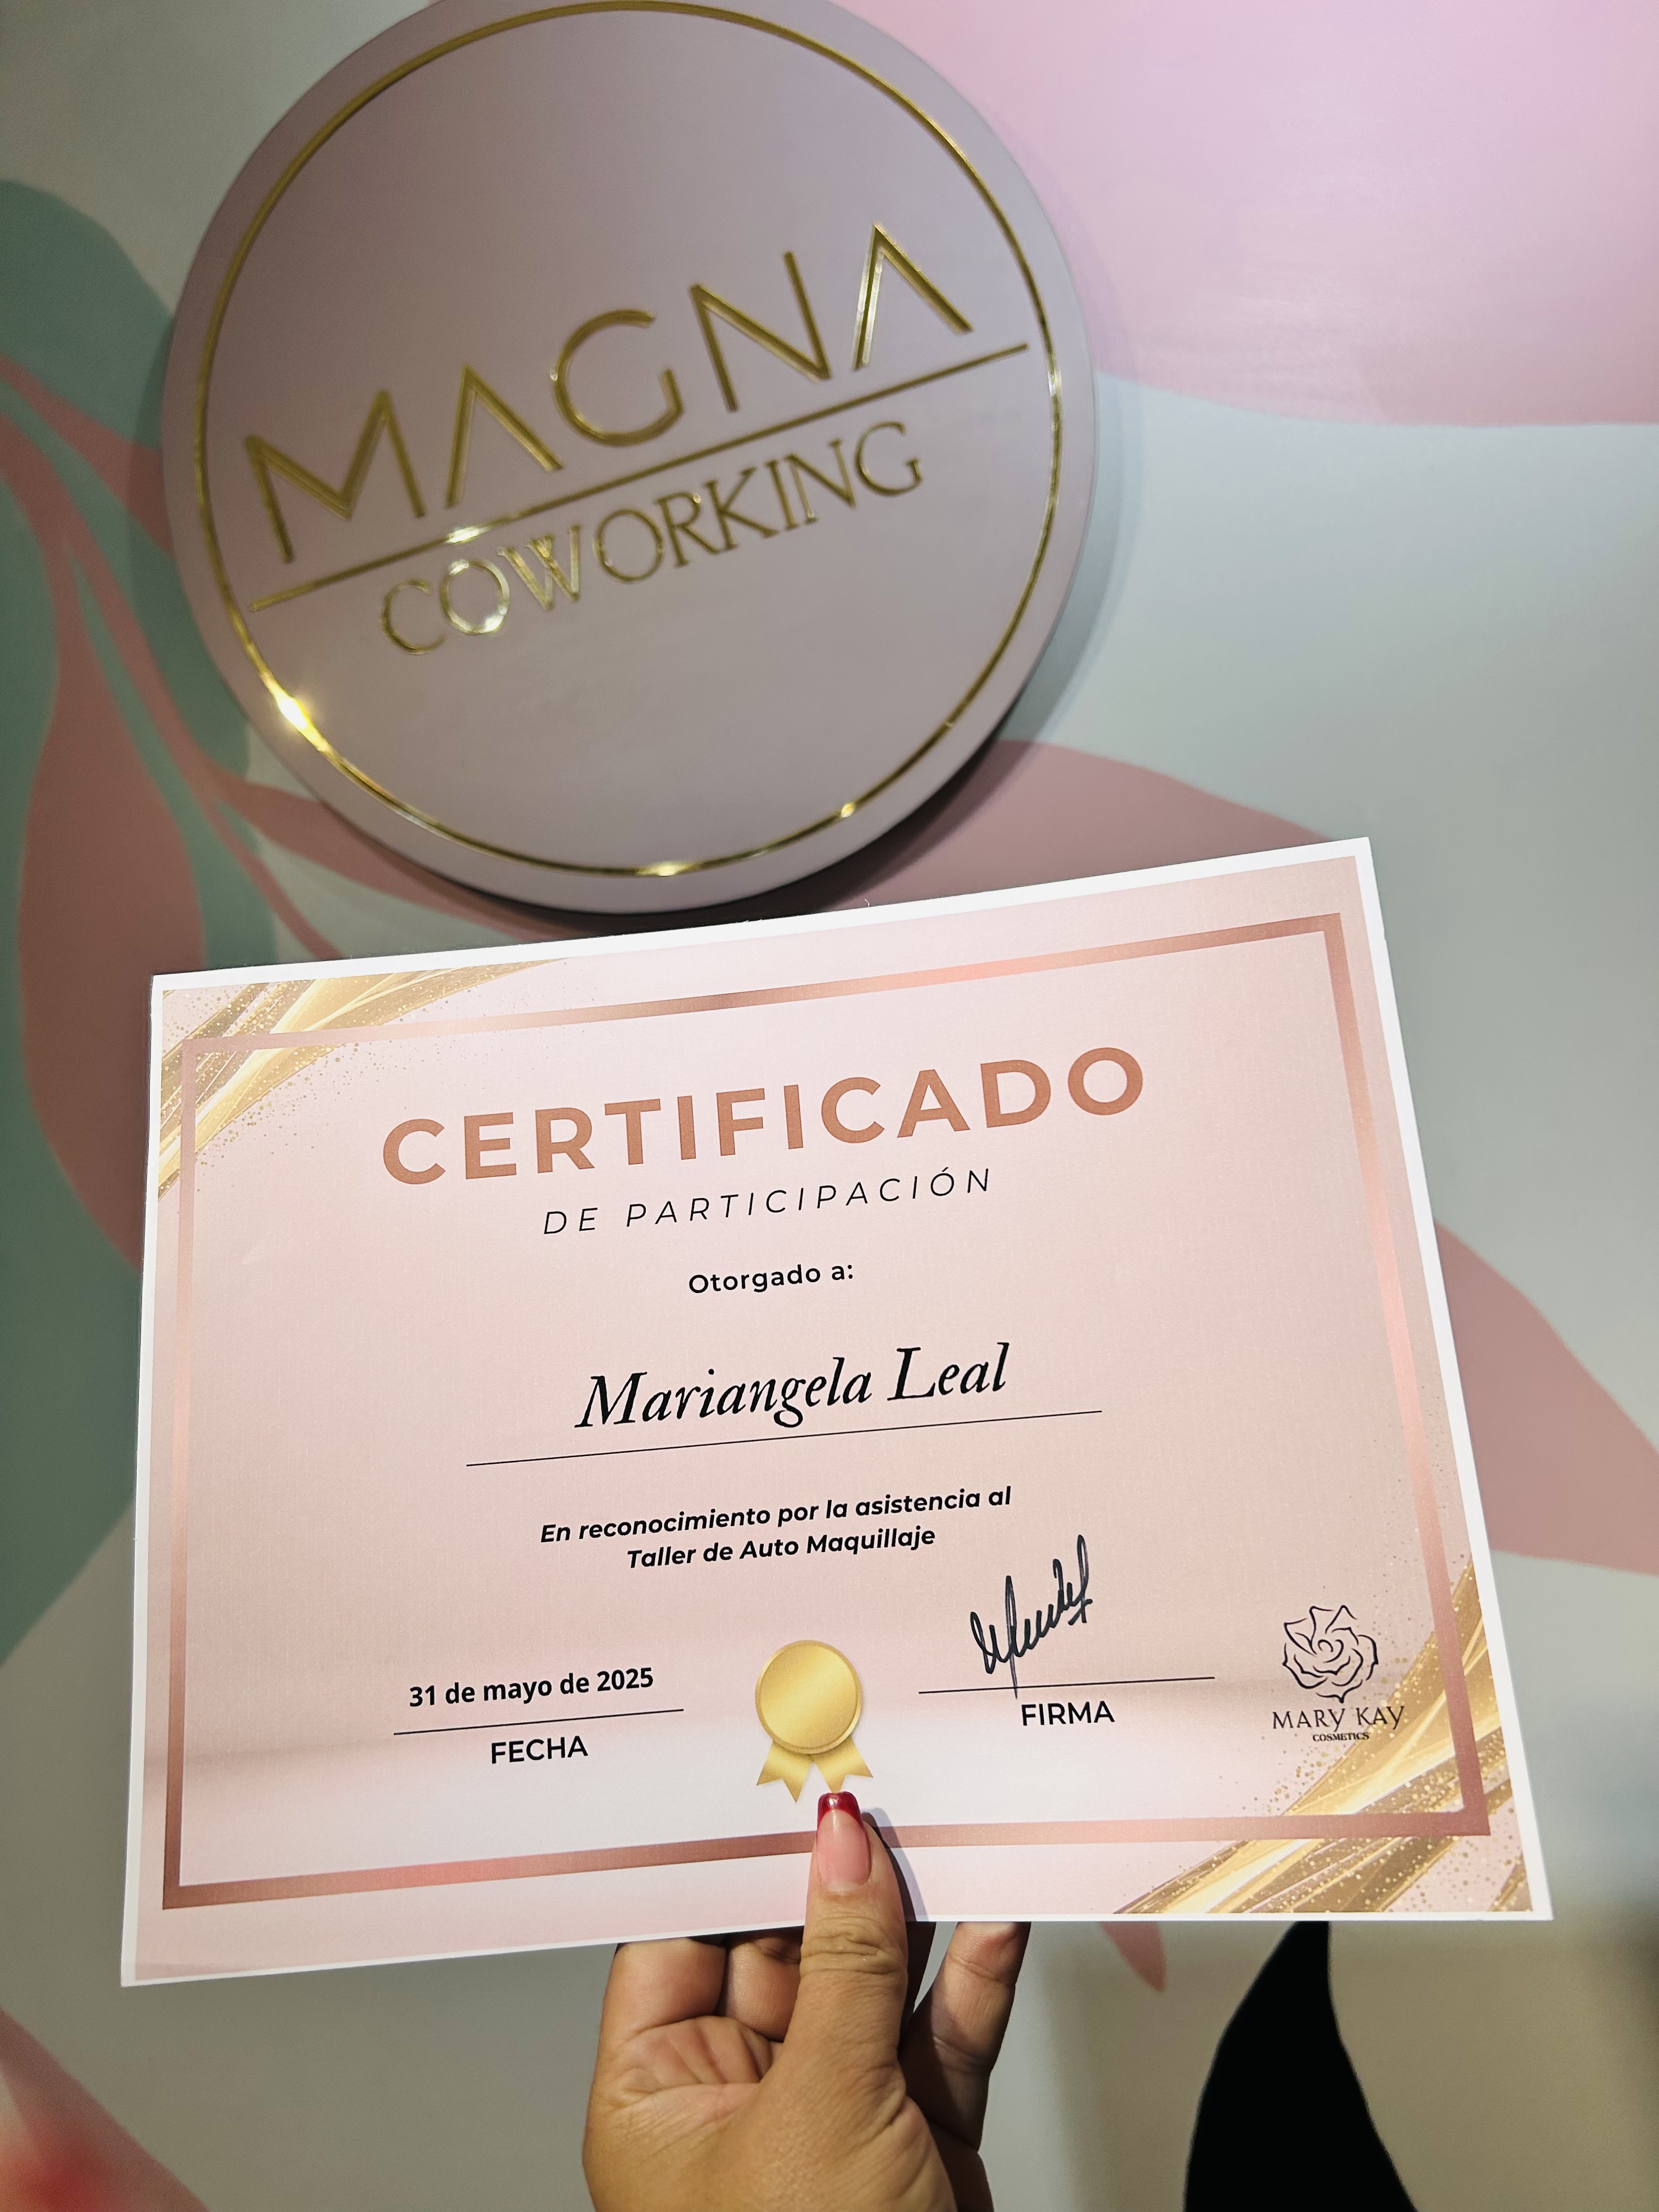 MAGNA
COWORKING
CERTIFICADO
DE PARTICIPACIÓN
Otorgado a:
Mariangela Leal
En reconocimiento por la asistencia al
Taller de Auto Maquillaje
31 de mayo de 2025
FECHA
FIRMA
MARY KAY
COSMETICS